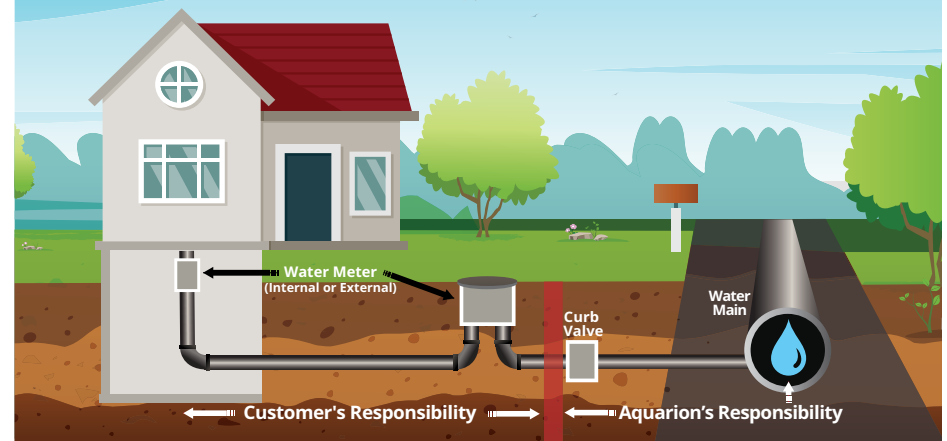 Water Meter
(Internal or External)
Water
Main
Curb
Valve
Customer's Responsibility
Aquarion’s Responsibility